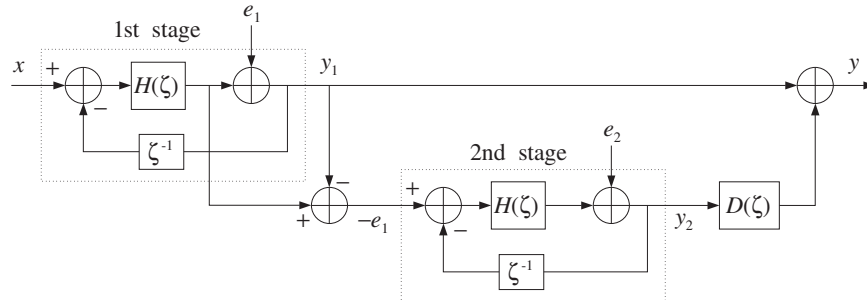 1st stage
e₁
x
+
−
H(ζ)
y₁
y
ζ⁻¹
2nd stage
e₂
−
+
−e₁
+
−
H(ζ)
y₂
D(ζ)
ζ⁻¹